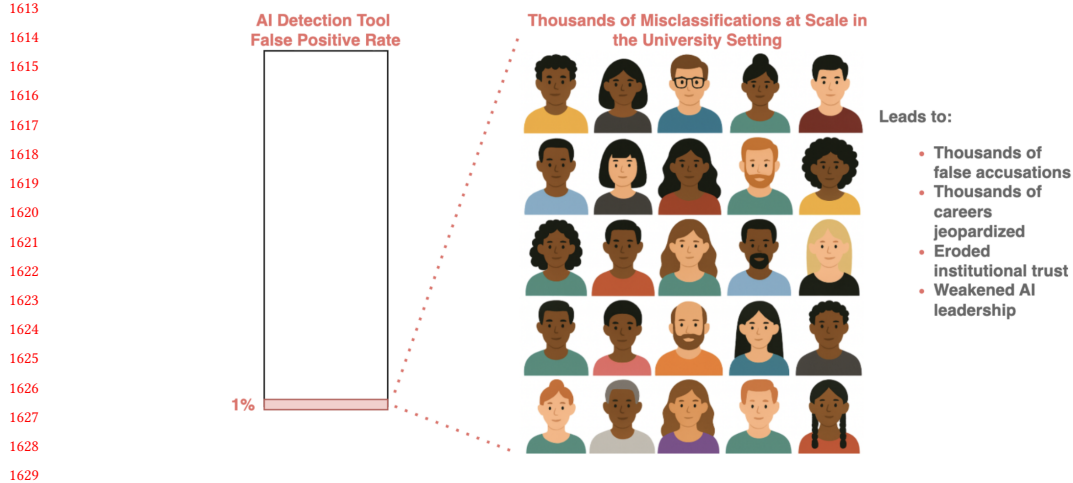 1613
1614
1615
1616
1617
1618
1619
1620
1621
1622
1623
1624
1625
1626
1627
1628
1629
AI Detection Tool
False Positive Rate
1%
Thousands of Misclassifications at Scale in
the University Setting
Leads to:
• Thousands of
false accusations
• Thousands of
careers
jeopardized
• Eroded
institutional trust
• Weakened AI
leadership